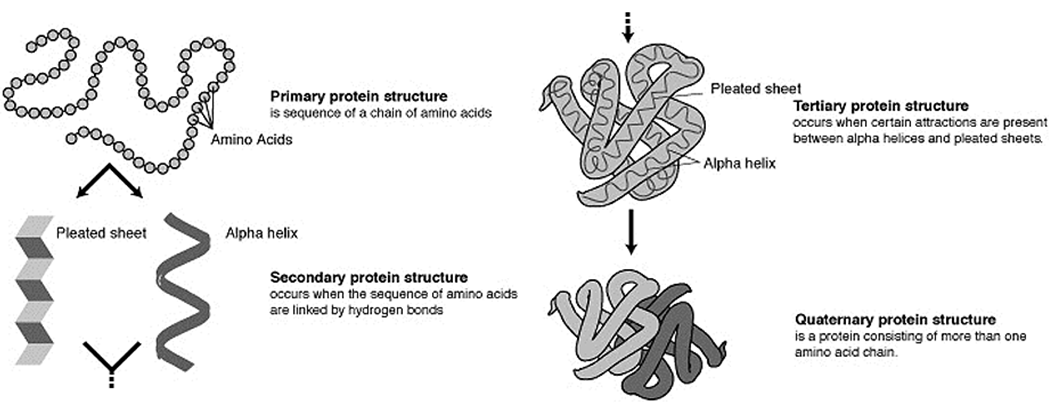 Primary protein structure
is sequence of a chain of amino acids
Amino Acids
Pleated sheet
Alpha helix
Secondary protein structure
occurs when the sequence of amino acids
are linked by hydrogen bonds
Pleated sheet
Alpha helix
Tertiary protein structure
occurs when certain attractions are present
between alpha helices and pleated sheets.
Quaternary protein structure
is a protein consisting of more than one
amino acid chain.